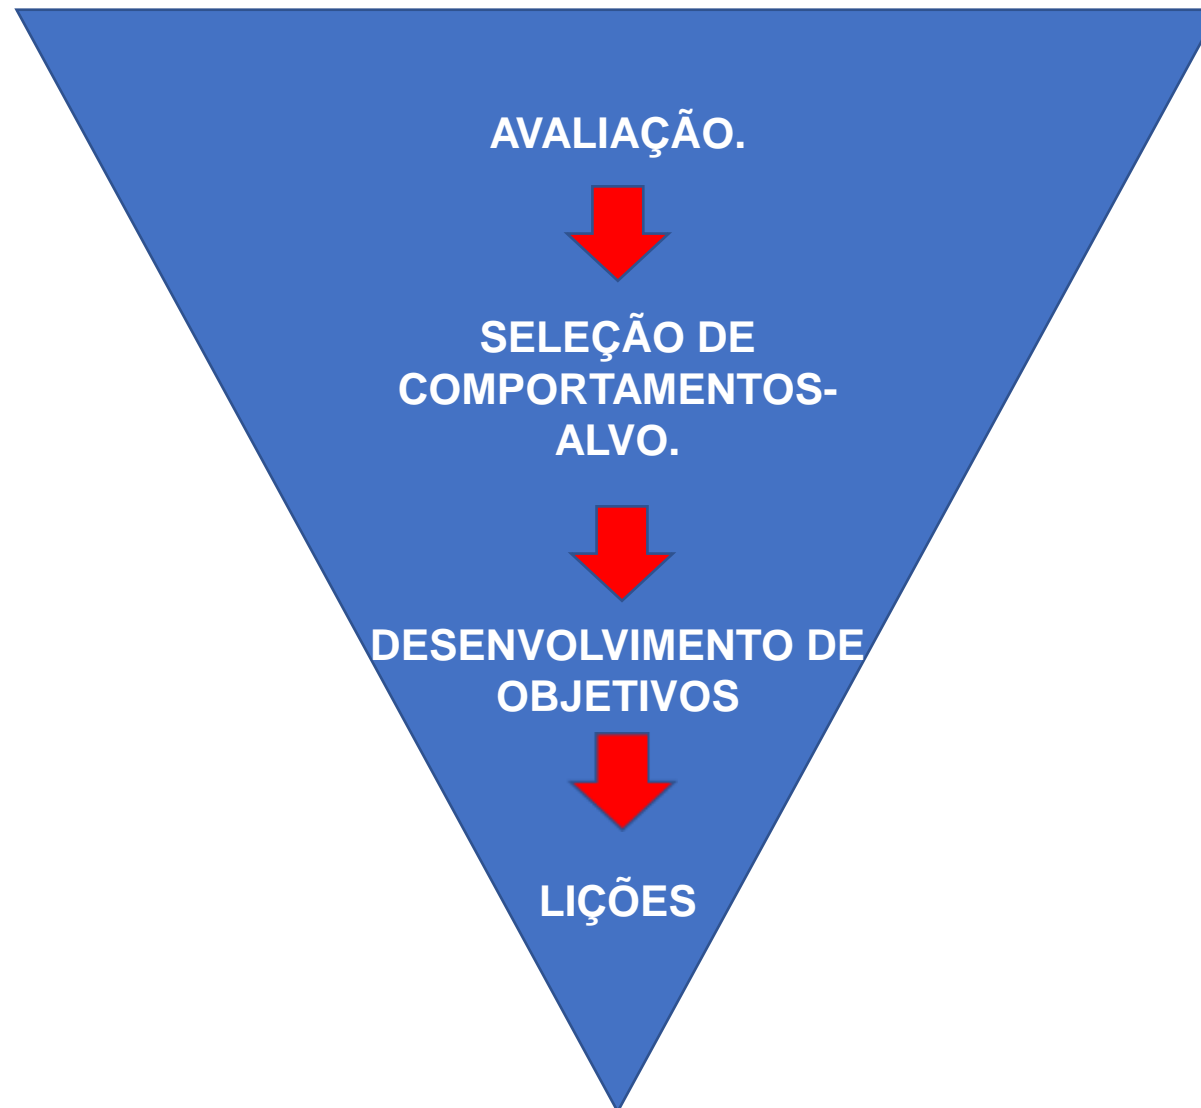 AVALIAÇÃO.
SELEÇÃO DE
COMPORTAMENTOS-
ALVO.
DESENVOLVIMENTO DE
OBJETIVOS
LIÇÕES